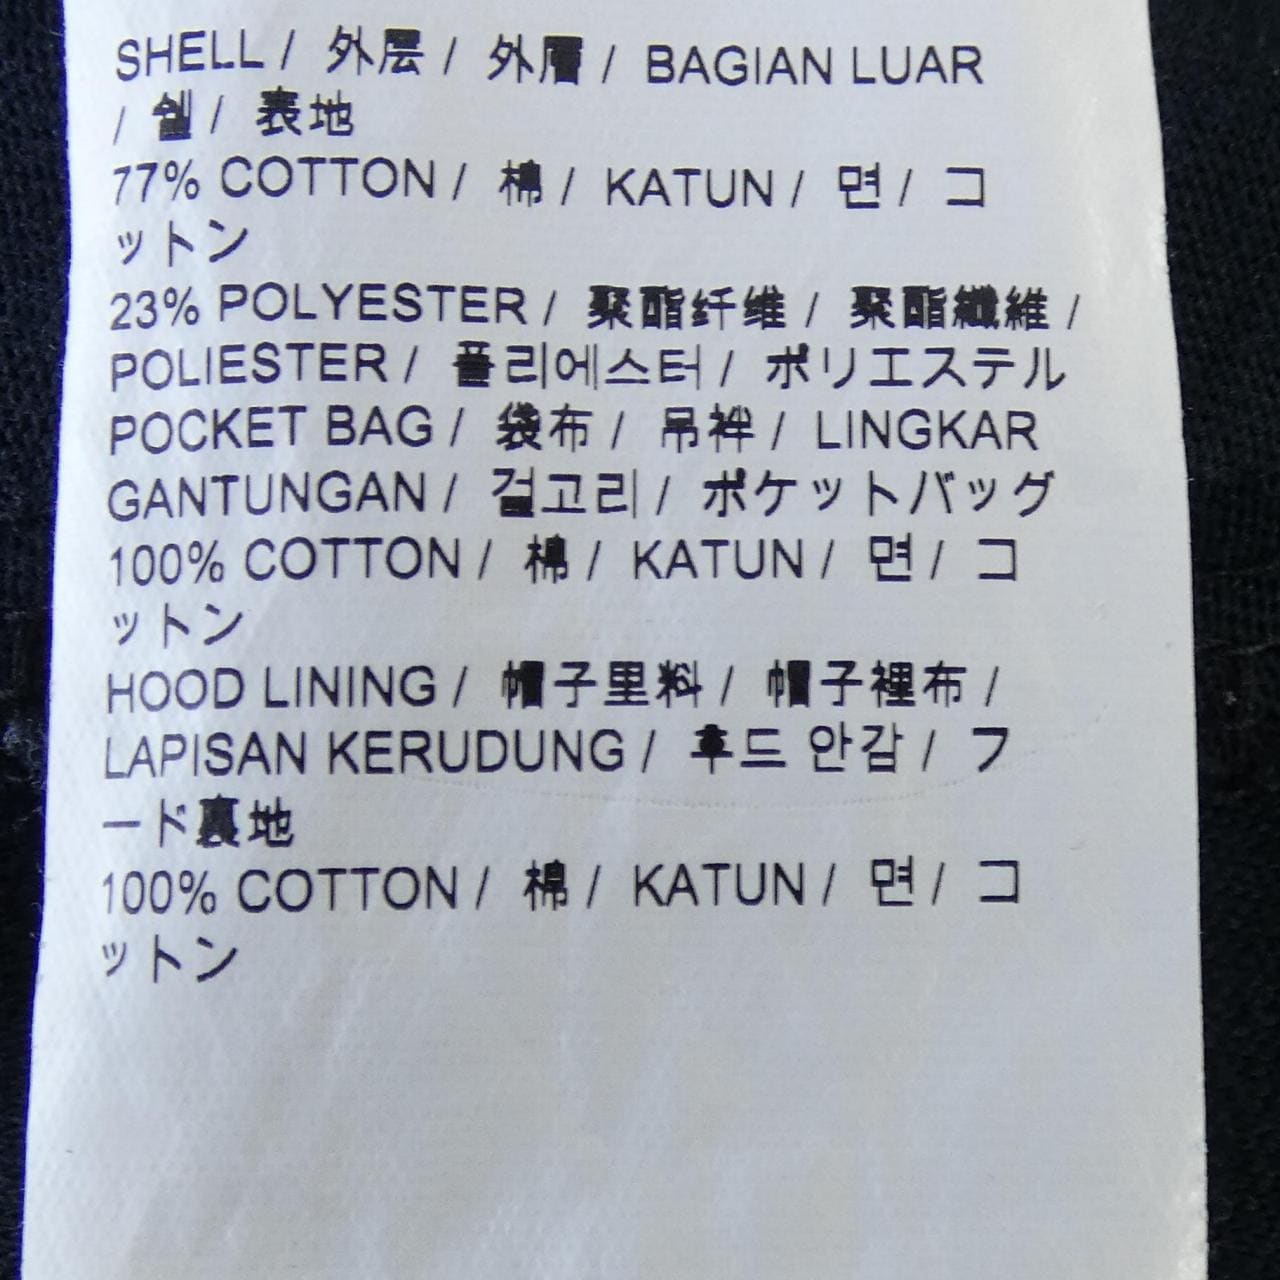 SHELL / 外层 / 外層 / BAGIAN LUAR
/ 쉘 / 表地
77% COTTON / 棉 / KATUN / 면 / コ
ットン
23% POLYESTER / 聚酯纤维 / 聚酯纖維 /
POLIESTER / 폴리에스터 / ポリエステル
POCKET BAG / 袋布 / 吊袢 / LINGKAR
GANTUNGAN / 걸고리 / ポケットバッグ
100% COTTON / 棉 / KATUN / 면 / コ
ットン
HOOD LINING / 帽子里料 / 帽子裡布 /
LAPISAN KERUDUNG / 후드 안감 / フ
ード裏地
100% COTTON / 棉 / KATUN / 면 / コ
ットン